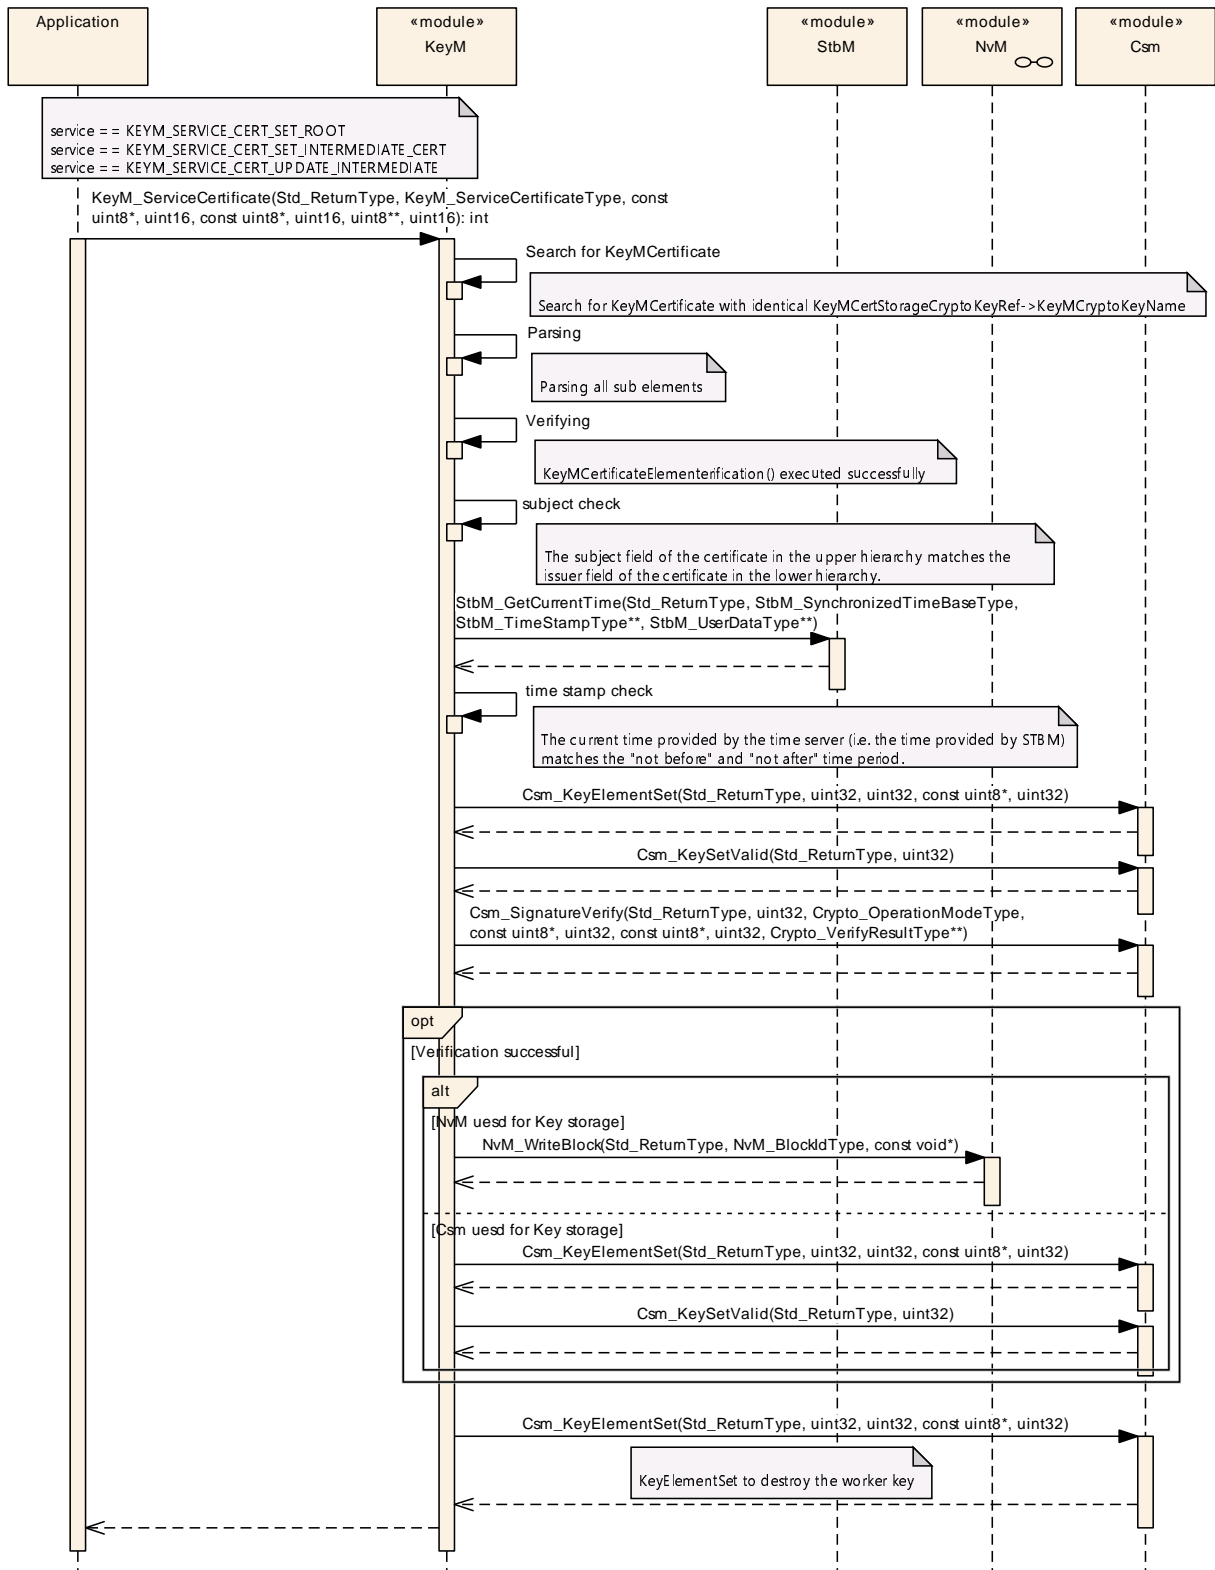 Application
«module»
KeyM
«module»
StbM
«module»
NvM
«module»
Csm
service == KEYM_SERVICE_CERT_SET_ROOT
service == KEYM_SERVICE_CERT_SET_INTERMEDIATE_CERT
service == KEYM_SERVICE_CERT_UPDATE_INTERMEDIATE
KeyM_ServiceCertificate(Std_ReturnType, KeyM_ServiceCertificateType, const
uint8*, uint16, const uint8*, uint16, uint8**, uint16): int
Search for KeyMCertificate
Search for KeyMCertificate with identical KeyMCertStorageCryptoKeyRef->KeyMCryptoKeyName
Parsing
Parsing all sub elements
Verifying
KeyMCertificateElementerification() executed successfully
subject check
The subject field of the certificate in the upper hierarchy matches the
issuer field of the certificate in the lower hierarchy.
StbM_GetCurrentTime(Std_ReturnType, StbM_SynchronizedTimeBaseType,
StbM_TimeStampType**, StbM_UserDataType**)
time stamp check
The current time provided by the time server (i.e. the time provided by STBM)
matches the "not before" and "not after" time period.
Csm_KeyElementSet(Std_ReturnType, uint32, uint32, const uint8*, uint32)
Csm_KeySetValid(Std_ReturnType, uint32)
Csm_SignatureVerify(Std_ReturnType, uint32, Crypto_OperationModeType,
const uint8*, uint32, const uint8*, uint32, Crypto_VerifyResultType**)
opt
[Verification successful]
alt
[NvM uesd for Key storage]
NvM_WriteBlock(Std_ReturnType, NvM_BlockIdType, const void*)
[Csm uesd for Key storage]
Csm_KeyElementSet(Std_ReturnType, uint32, uint32, const uint8*, uint32)
Csm_KeySetValid(Std_ReturnType, uint32)
Csm_KeyElementSet(Std_ReturnType, uint32, uint32, const uint8*, uint32)
KeyElementSet to destroy the worker key